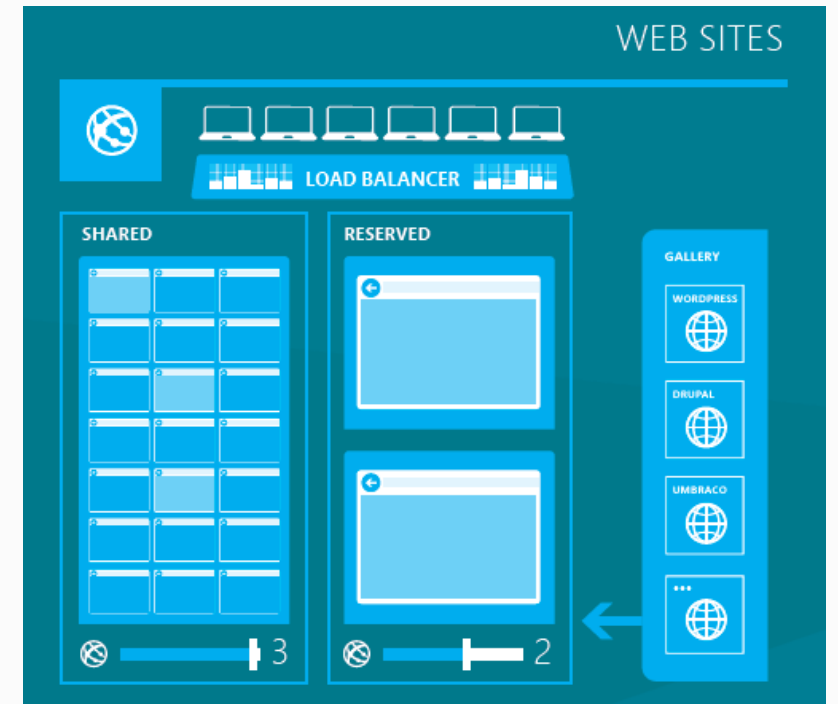 WEB SITES
LOAD BALANCER
SHARED
RESERVED
GALLERY
WORDPRESS
DRUPAL
UMBRACO
...
3
2